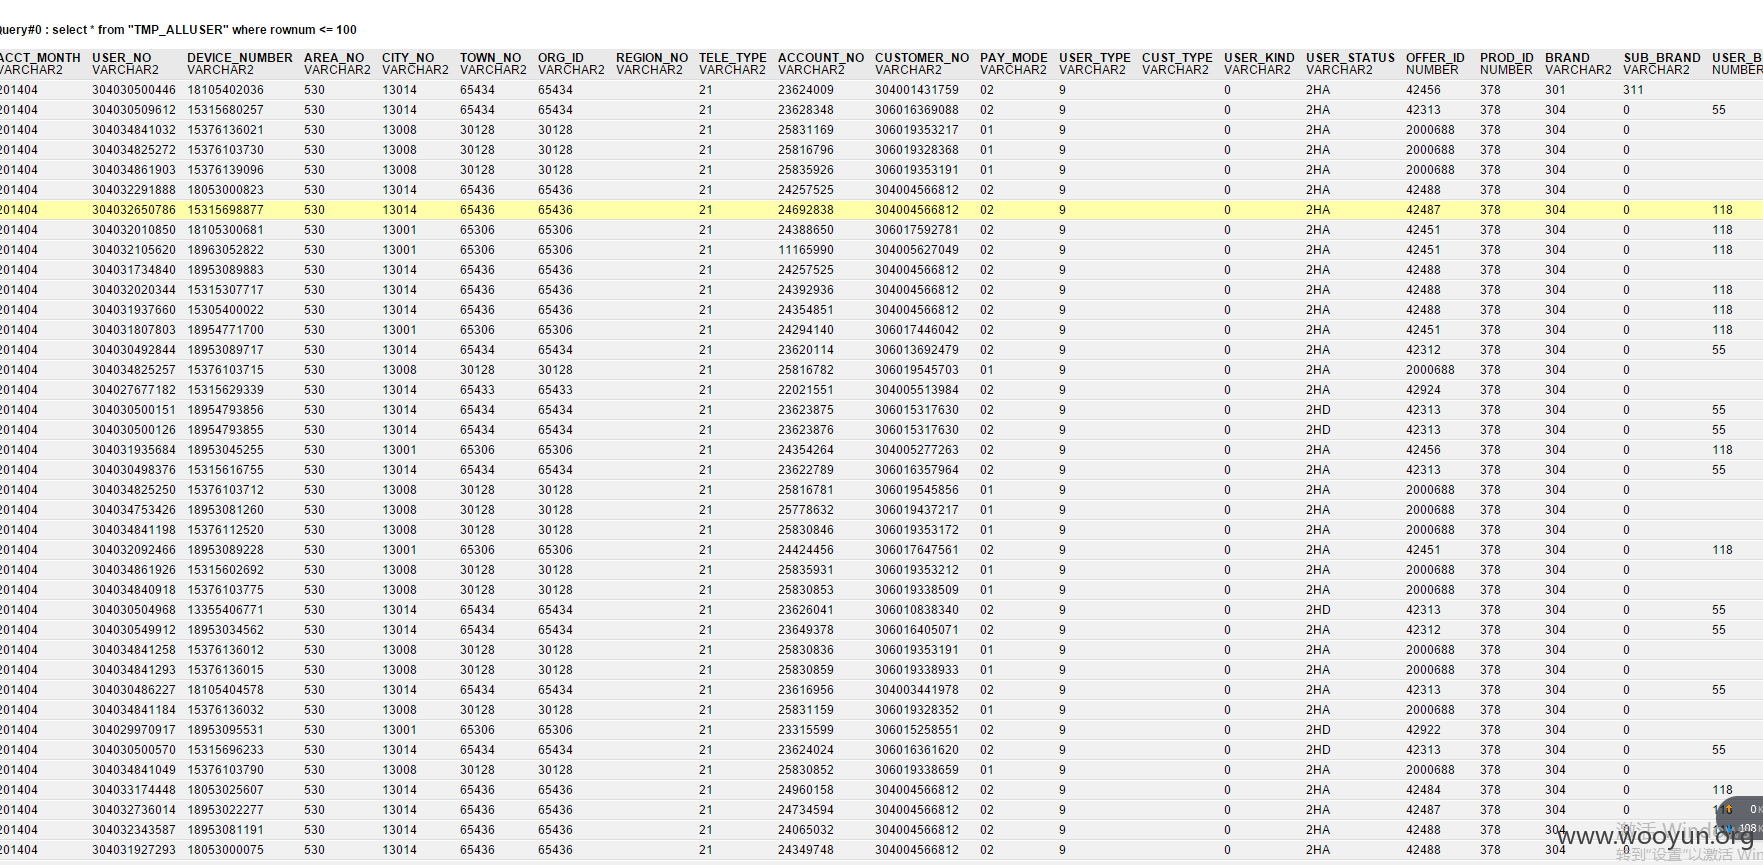 Query#0 : select * from "TMP_ALLUSER" where rownum <= 100
ACCT_MONTH USER_NO DEVICE_NUMBER AREA_NO CITY_NO TOWN_NO ORG_ID REGION_NO TELE_TYPE ACCOUNT_NO CUSTOMER_NO PAY_MODE USER_TYPE CUST_TYPE USER_KIND USER_STATUS OFFER_ID PROD_ID BRAND SUB_BRAND USER_B
VARCHAR2 VARCHAR2 VARCHAR2 VARCHAR2 VARCHAR2 VARCHAR2 VARCHAR2 VARCHAR2 VARCHAR2 VARCHAR2 VARCHAR2 VARCHAR2 VARCHAR2 VARCHAR2 VARCHAR2 VARCHAR2 NUMBER NUMBER VARCHAR2 VARCHAR2 NUMBER
201404 304030500446 18105402036 530 13014 65434 65434 21 23624009 304001431759 02 9 0 2HA 42456 378 301 311
201404 304030509612 15315680257 530 13014 65434 65434 21 23628348 306016369088 02 9 0 2HA 42313 378 304 0 55
201404 304034841032 15376136021 530 13008 30128 30128 21 25831169 306019353217 01 9 0 2HA 2000688 378 304 0
201404 304034825272 15376103730 530 13008 30128 30128 21 25816796 306019328368 01 9 0 2HA 2000688 378 304 0
201404 304034861903 15376139096 530 13008 30128 30128 21 25835926 306019353191 01 9 0 2HA 2000688 378 304 0
201404 304032291888 18053000823 530 13014 65436 65436 21 24257525 304004566812 02 9 0 2HA 42488 378 304 0
201404 304032650786 15315698877 530 13014 65436 65436 21 24692838 304004566812 02 9 0 2HA 42487 378 304 0 118
201404 304032010850 18105300681 530 13001 65306 65306 21 24388650 306017592781 02 9 0 2HA 42451 378 304 0 118
201404 304032105620 18963052822 530 13001 65306 65306 21 11165990 304005627049 02 9 0 2HA 42451 378 304 0 118
201404 304031734840 18953089883 530 13014 65436 65436 21 24257525 304004566812 02 9 0 2HA 42488 378 304 0
201404 304032020344 15315307717 530 13014 65436 65436 21 24392936 304004566812 02 9 0 2HA 42488 378 304 0 118
201404 304031937660 15305400022 530 13014 65436 65436 21 24354851 304004566812 02 9 0 2HA 42488 378 304 0 118
201404 304031807803 18954771700 530 13001 65306 65306 21 24294140 306017446042 02 9 0 2HA 42451 378 304 0 118
201404 304030492844 18953089717 530 13014 65434 65434 21 23620114 306013692479 02 9 0 2HA 42312 378 304 0 55
201404 304034825257 15376103715 530 13008 30128 30128 21 25816782 306019545703 01 9 0 2HA 2000688 378 304 0
201404 304027677182 15315629339 530 13014 65433 65433 21 22021551 304005513984 02 9 0 2HA 42924 378 304 0
201404 304030500151 18954793856 530 13014 65434 65434 21 23623875 306015317630 02 9 0 2HD 42313 378 304 0 55
201404 304030500126 18954793855 530 13014 65434 65434 21 23623876 306015317630 02 9 0 2HD 42313 378 304 0 55
201404 304031935684 18953045255 530 13001 65306 65306 21 24354264 304005277263 02 9 0 2HA 42456 378 304 0 118
201404 304030498376 15315616755 530 13014 65434 65434 21 23622789 306016357964 02 9 0 2HA 42313 378 304 0 55
201404 304034825250 15376103712 530 13008 30128 30128 21 25816781 306019545856 01 9 0 2HA 2000688 378 304 0
201404 304034753426 18953081260 530 13008 30128 30128 21 25778632 306019437217 01 9 0 2HA 2000688 378 304 0
201404 304034841198 15376112520 530 13008 30128 30128 21 25830846 306019353172 01 9 0 2HA 2000688 378 304 0
201404 304032092466 18953089228 530 13001 65306 65306 21 24424456 306017647561 02 9 0 2HA 42451 378 304 0 118
201404 304034861926 15315602692 530 13008 30128 30128 21 25835931 306019353212 01 9 0 2HA 2000688 378 304 0
201404 304034840918 15376103775 530 13008 30128 30128 21 25830853 306019338509 01 9 0 2HA 2000688 378 304 0
201404 304030504968 13355406771 530 13014 65434 65434 21 23626041 306010838340 02 9 0 2HD 42313 378 304 0 55
201404 304030549912 18953034562 530 13014 65434 65434 21 23649378 306016405071 02 9 0 2HA 42312 378 304 0 55
201404 304034841258 15376136012 530 13008 30128 30128 21 25830836 306019353191 01 9 0 2HA 2000688 378 304 0
201404 304034841293 15376136015 530 13008 30128 30128 21 25830859 306019338933 01 9 0 2HA 2000688 378 304 0
201404 304030486227 18105404578 530 13014 65434 65434 21 23616956 304003441978 02 9 0 2HA 42313 378 304 0 55
201404 304034841184 15376136032 530 13008 30128 30128 21 25831159 306019328352 01 9 0 2HA 2000688 378 304 0
201404 304029970917 18953095531 530 13001 65306 65306 21 23315599 306015258551 02 9 0 2HD 42922 378 304 0
201404 304030500570 15315696233 530 13014 65434 65434 21 23624024 306016361620 02 9 0 2HD 42313 378 304 0 55
201404 304034841049 15376103790 530 13008 30128 30128 21 25830852 306019338659 01 9 0 2HA 2000688 378 304 0
201404 304033174448 18053025607 530 13014 65436 65436 21 24960158 304004566812 02 9 0 2HA 42484 378 304 0 118
201404 304032736014 18953022277 530 13014 65436 65436 21 24734594 304004566812 02 9 0 2HA 42487 378 304 0
201404 304032343587 18953081191 530 13014 65436 65436 21 24065032 304004566812 02 9 0 2HA 42488 378 304 0
201404 304031927293 18053000075 530 13014 65436 65436 21 24349748 304004566812 02 9 0 2HA 42488 378 304 0
0K
108
激活 Windows
www.wooyun.org
转到"设置"以激活 Win